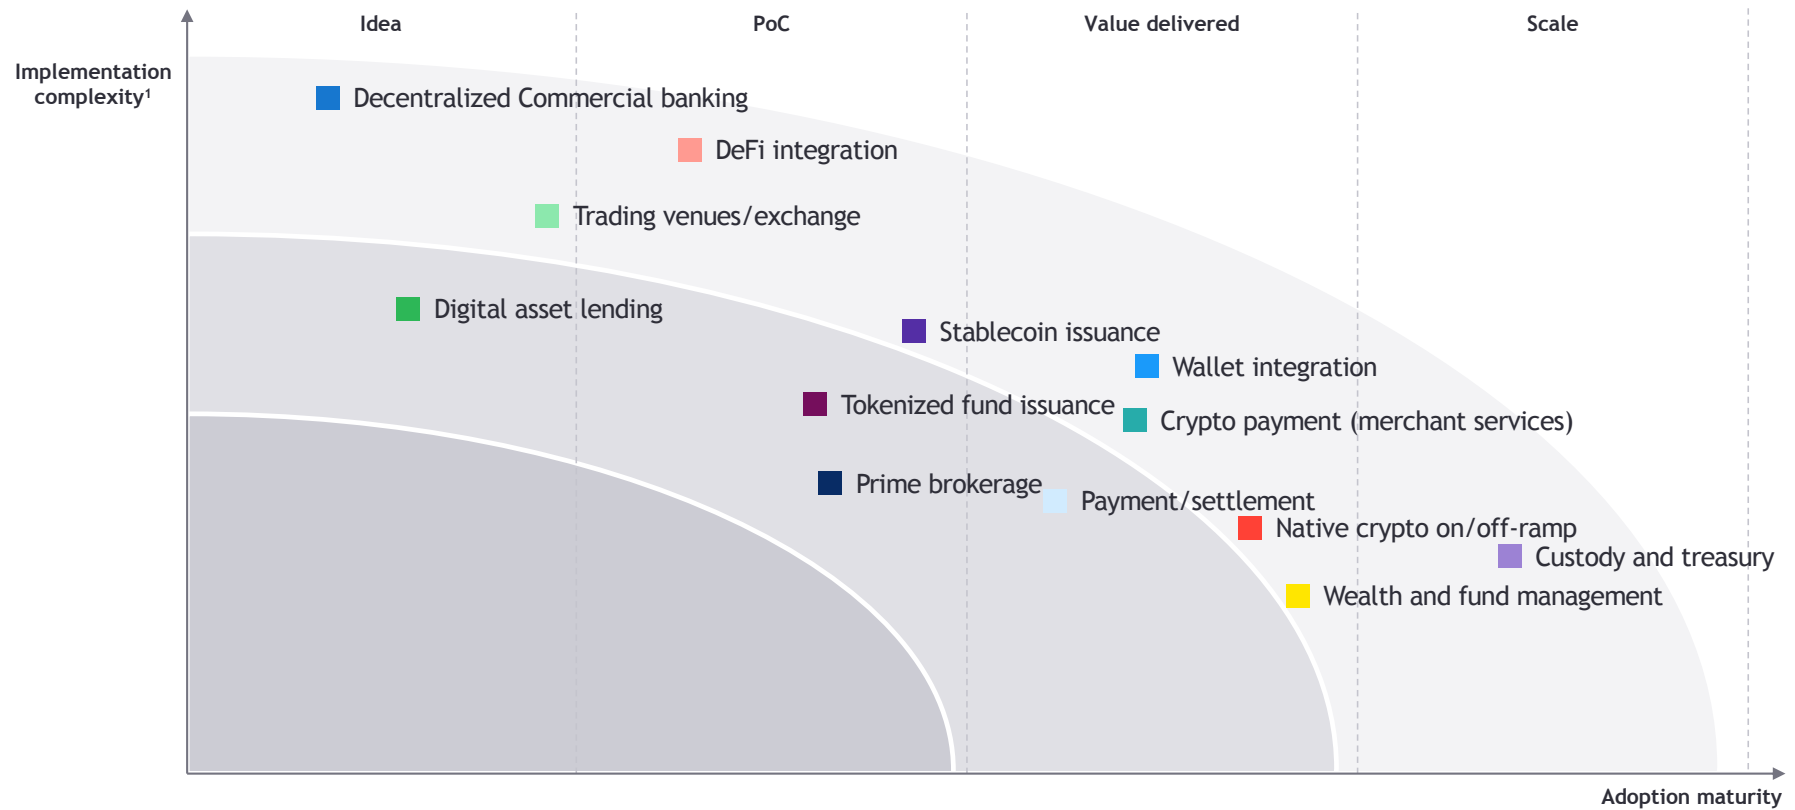 Idea
PoC
Value delivered
Scale
Implementation
complexity¹
Decentralized Commercial banking
DeFi integration
Trading venues/exchange
Digital asset lending
Stablecoin issuance
Wallet integration
Tokenized fund issuance
Crypto payment (merchant services)
Prime brokerage
Payment/settlement
Native crypto on/off-ramp
Custody and treasury
Wealth and fund management
Adoption maturity